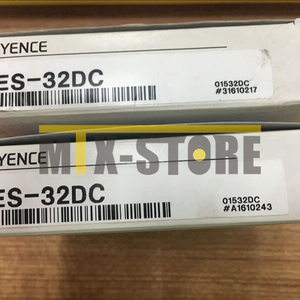 YENCE
ES-32DC
01532DC
#31610217
MTX-STORE
YENCE
ES-32DC
01532DC
#A1610243